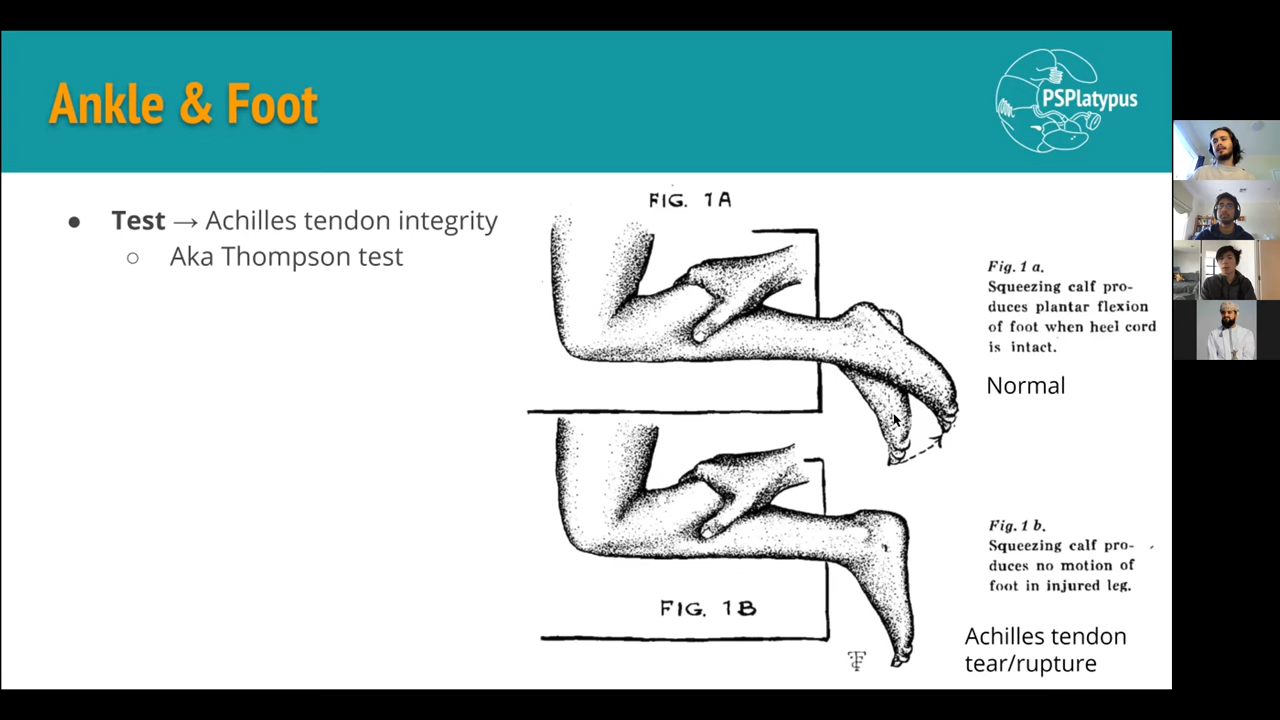 Ankle & Foot
PSPlatypus
● Test → Achilles tendon integrity
○ Aka Thompson test
FIG. 1A
Fig. 1 a.
Squeezing calf pro-
duces plantar flexion
of foot when heel cord
is intact.
Normal
Fig. 1 b.
Squeezing calf pro-
duces no motion of
foot in injured leg.
FIG. 1B
Achilles tendon
tear/rupture